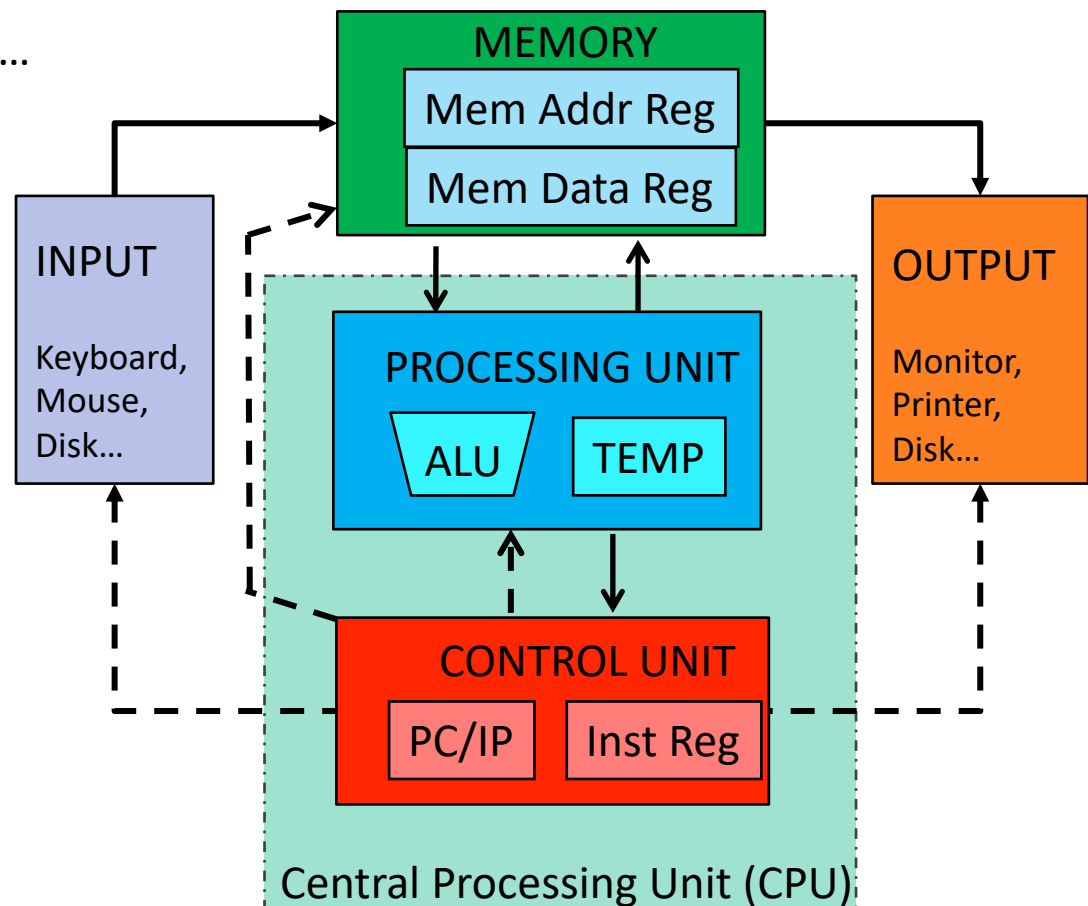 ...
MEMORY
Mem Addr Reg
Mem Data Reg
INPUT
Keyboard,
Mouse,
Disk...
PROCESSING UNIT
ALU
TEMP
OUTPUT
Monitor,
Printer,
Disk...
CONTROL UNIT
PC/IP
Inst Reg
Central Processing Unit (CPU)